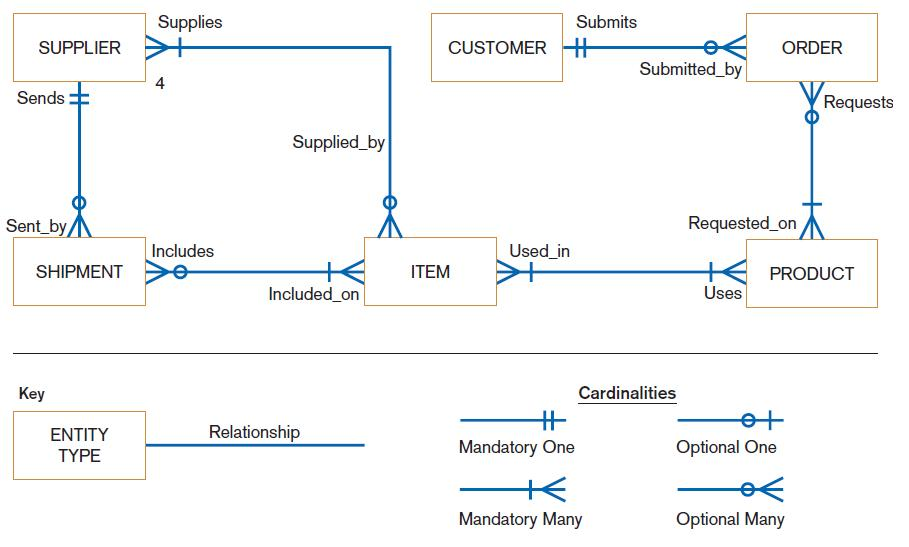 Supplies
Submits
SUPPLIER
CUSTOMER
ORDER
Submitted_by
4
Sends
Requests
Supplied_by
Sent_by
Requested_on
Includes
Used_in
SHIPMENT
ITEM
PRODUCT
Included_on
Uses
Key
Cardinalities
ENTITY
TYPE
Relationship
Mandatory One
Optional One
Mandatory Many
Optional Many